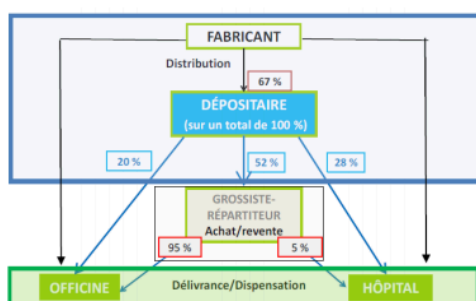 FABRICANT
Distribution
67 %
DÉPOSITAIRE
(sur un total de 100 %)
20 %
52 %
28 %
GROSSISTE-
RÉPARTITEUR
Achat/revente
95 %
5 %
OFFICINE
Délivrance/Dispensation
HÔPITAL